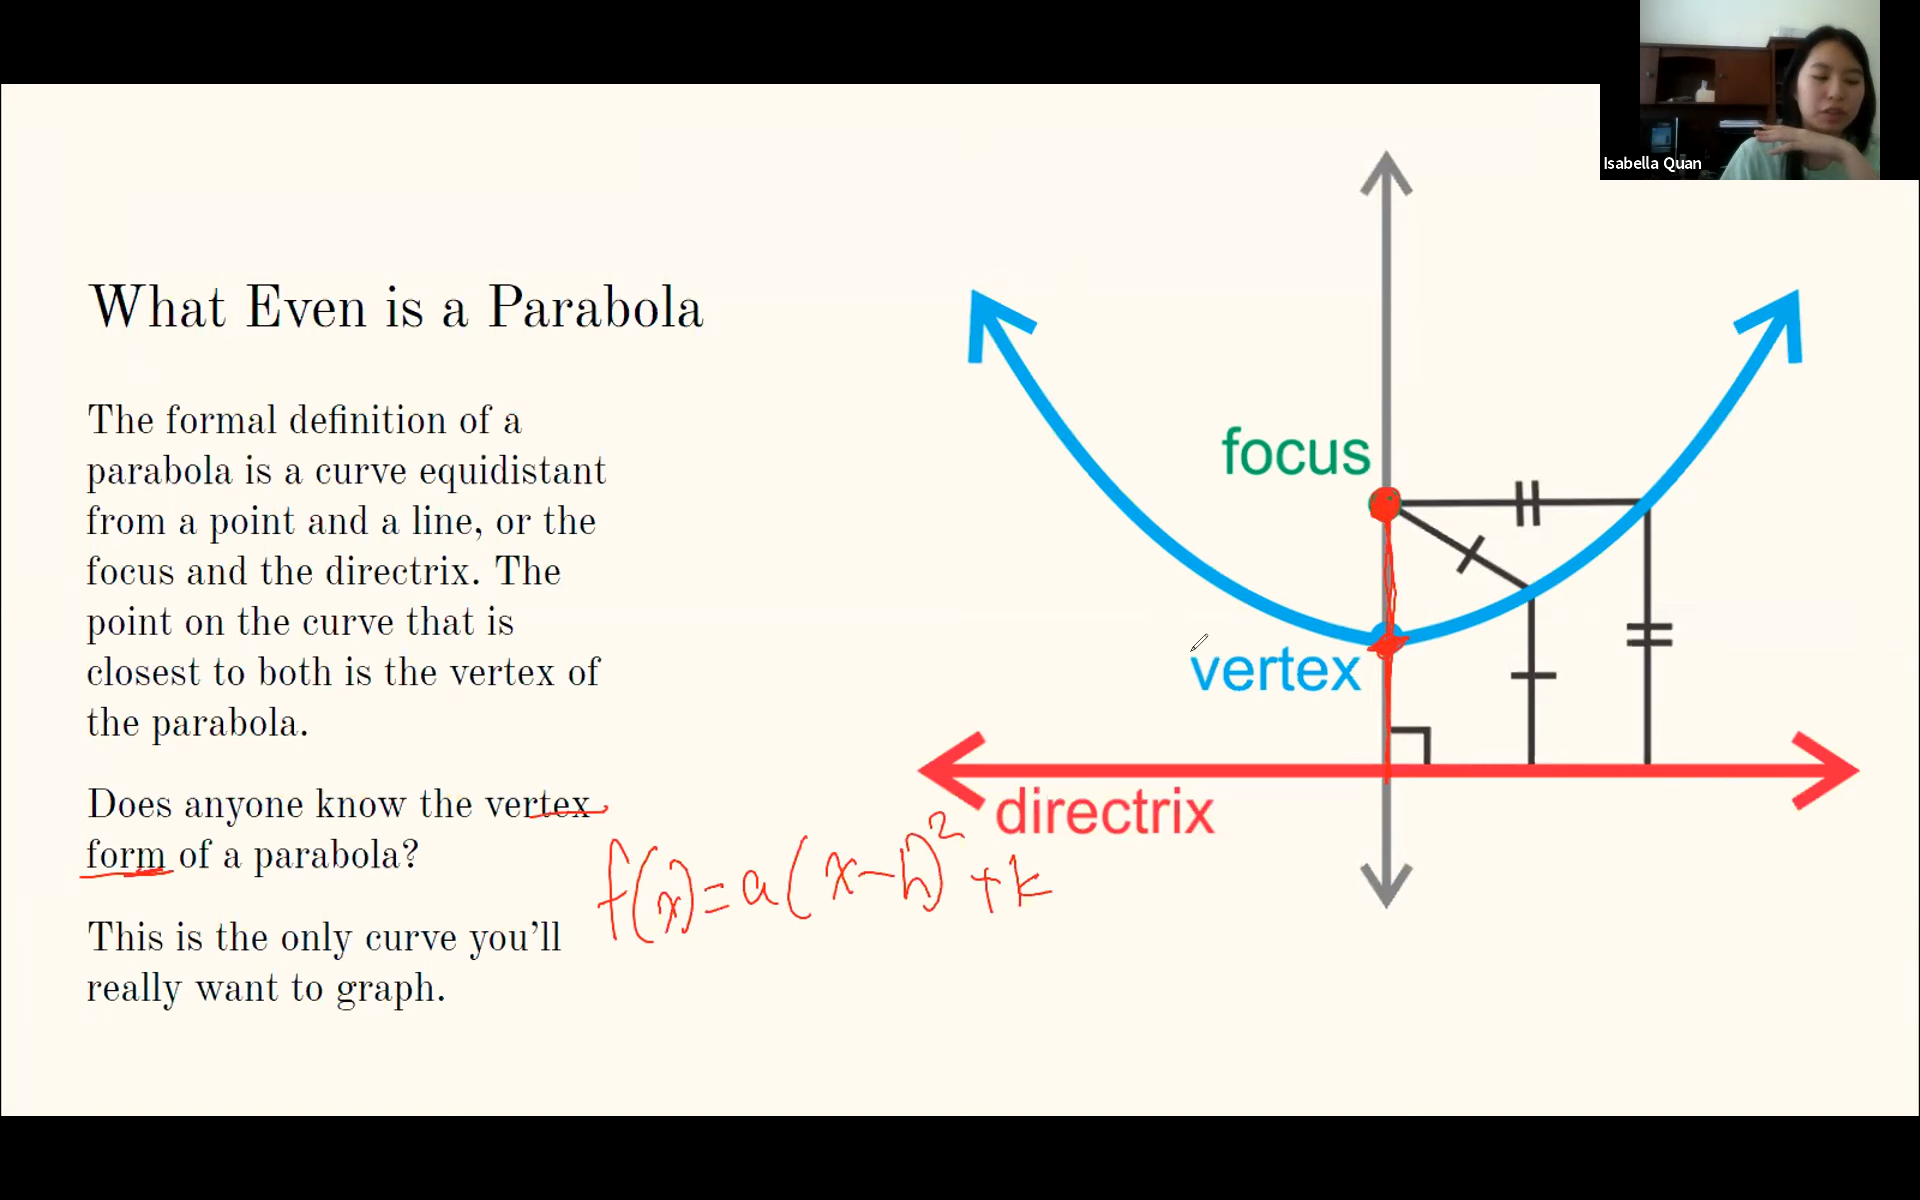 Isabella Quan
What Even is a Parabola
The formal definition of a
parabola is a curve equidistant
from a point and a line, or the
focus and the directrix. The
point on the curve that is
closest to both is the vertex of
the parabola.
Does anyone know the vertex
form of a parabola?
f(x)=a(x-h)²+k
This is the only curve you'll
really want to graph.
focus
vertex
directrix